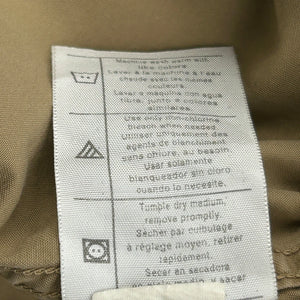 Machine wash warm with
like colors
Laver à la machine à l'eau
chaude avec les mêmes
couleurs.
Lavar a máquina con agua
tibia, junto a colores
similares.
Use only nonchlorine
bleach when needed.
Utiliser uniquement des
agents de blanchiment
sans chlore, au besoin.
Usar solamente
blanqueador sin cloro
cuando lo necesite.
Tumble dry medium,
remove promptly.
Sécher par culbutage
à réglage moyen, retirer
rapidement.
Secar en secadora